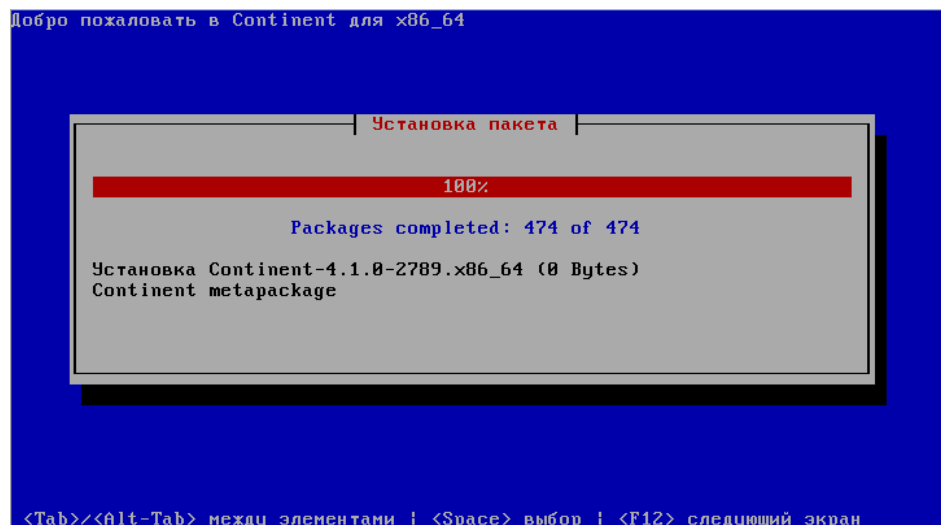 Добро пожаловать в Continent для x86_64
Установка пакета
100%
Packages completed: 474 of 474
Установка Continent-4.1.0-2789.x86_64 (0 Bytes)
Continent metapackage
<Tab>/<Alt-Tab> между элементами ¦ <Space> выбор ¦ <F12> следующий экран